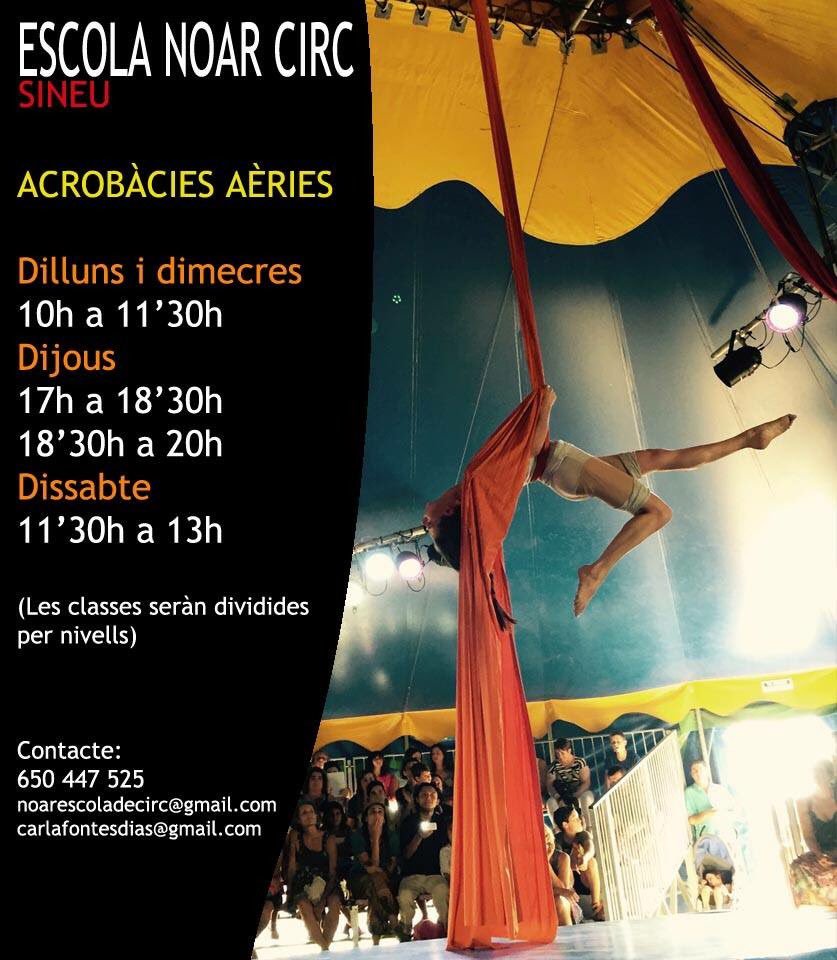 ESCOLA NOAR CIRC
SINEU
ACROBÀCIES AÈRIES
Dilluns i dimecres
10h a 11’30h
Dijous
17h a 18’30h
18’30h a 20h
Dissabte
11’30h a 13h
(Les classes seràn dividides
per nivells)
Contacte:
650 447 525
noarescoladecirc@gmail.com
carlafontesdias@gmail.com